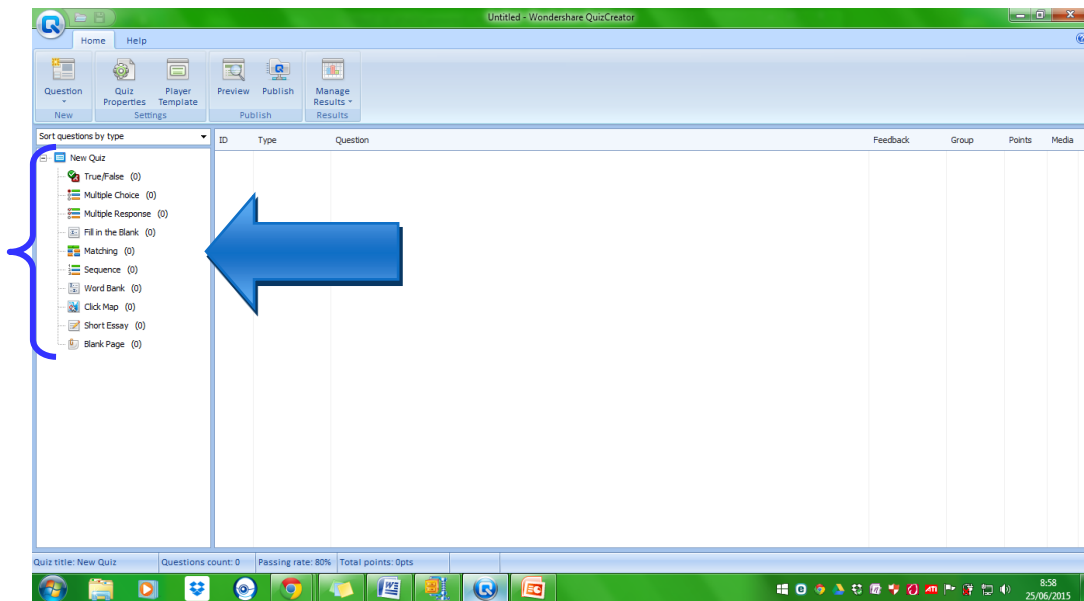 Untitled - Wondershare QuizCreator
Home Help
Question Quiz Properties Player Template Preview Publish Manage Results
New Settings Publish Results
Sort questions by type
ID Type Question Feedback Group Points Media
New Quiz
True/False (0)
Multiple Choice (0)
Multiple Response (0)
Fill in the Blank (0)
Matching (0)
Sequence (0)
Word Bank (0)
Click Map (0)
Short Essay (0)
Blank Page (0)
Quiz title: New Quiz Questions count: 0 Passing rate: 80% Total points: 0pts
8:58
25/06/2015